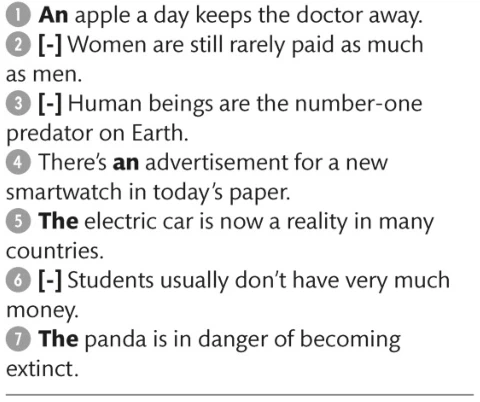 1 An apple a day keeps the doctor away.
2 [-] Women are still rarely paid as much
as men.
3 [-] Human beings are the number-one
predator on Earth.
4 There's an advertisement for a new
smartwatch in today's paper.
5 The electric car is now a reality in many
countries.
6 [-] Students usually don't have very much
money.
7 The panda is in danger of becoming
extinct.